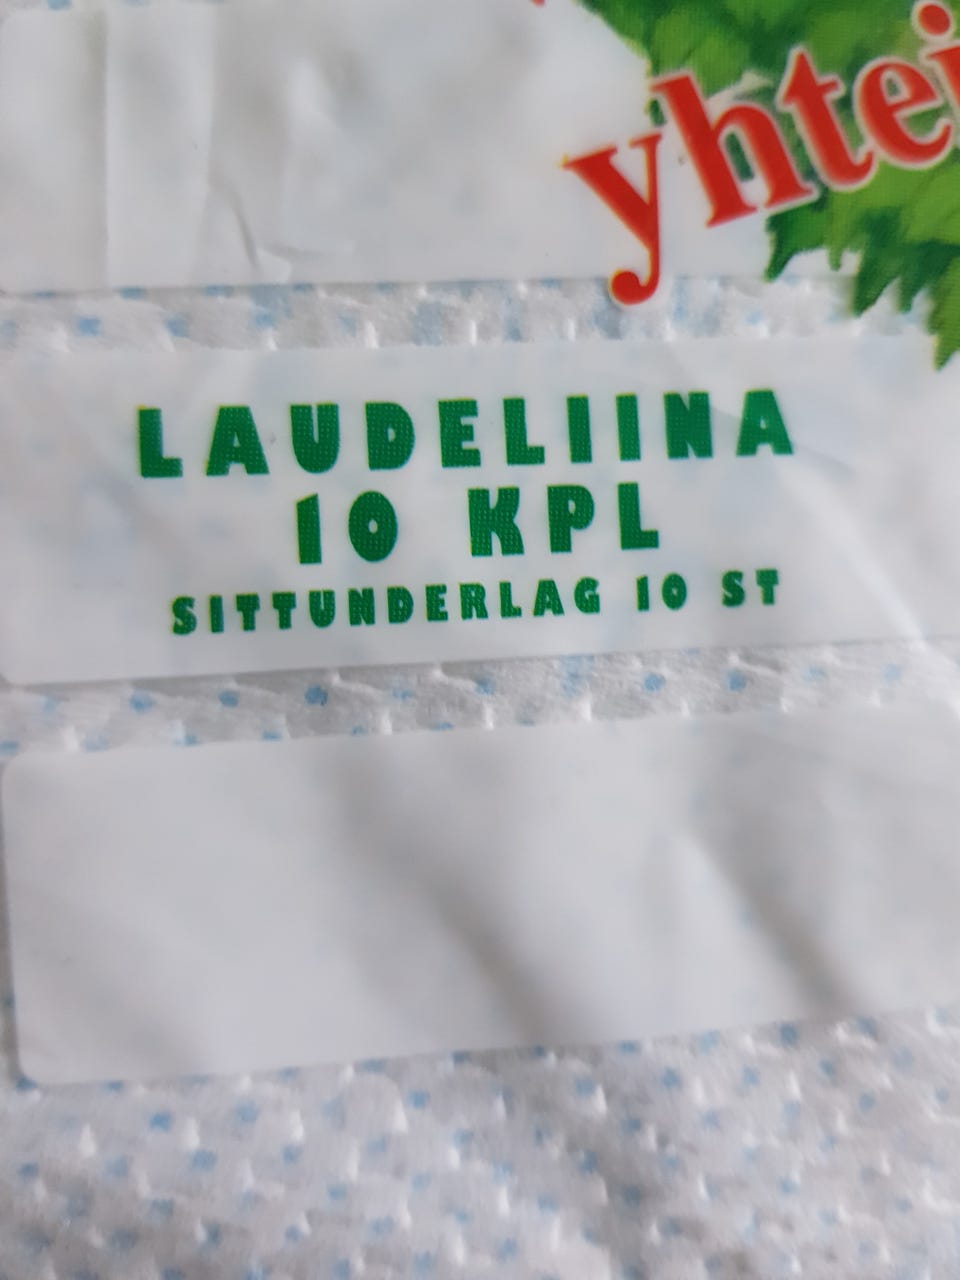 yhtei
LAUDELIINA
10 KPL
SITTUNDERLAG 10 ST